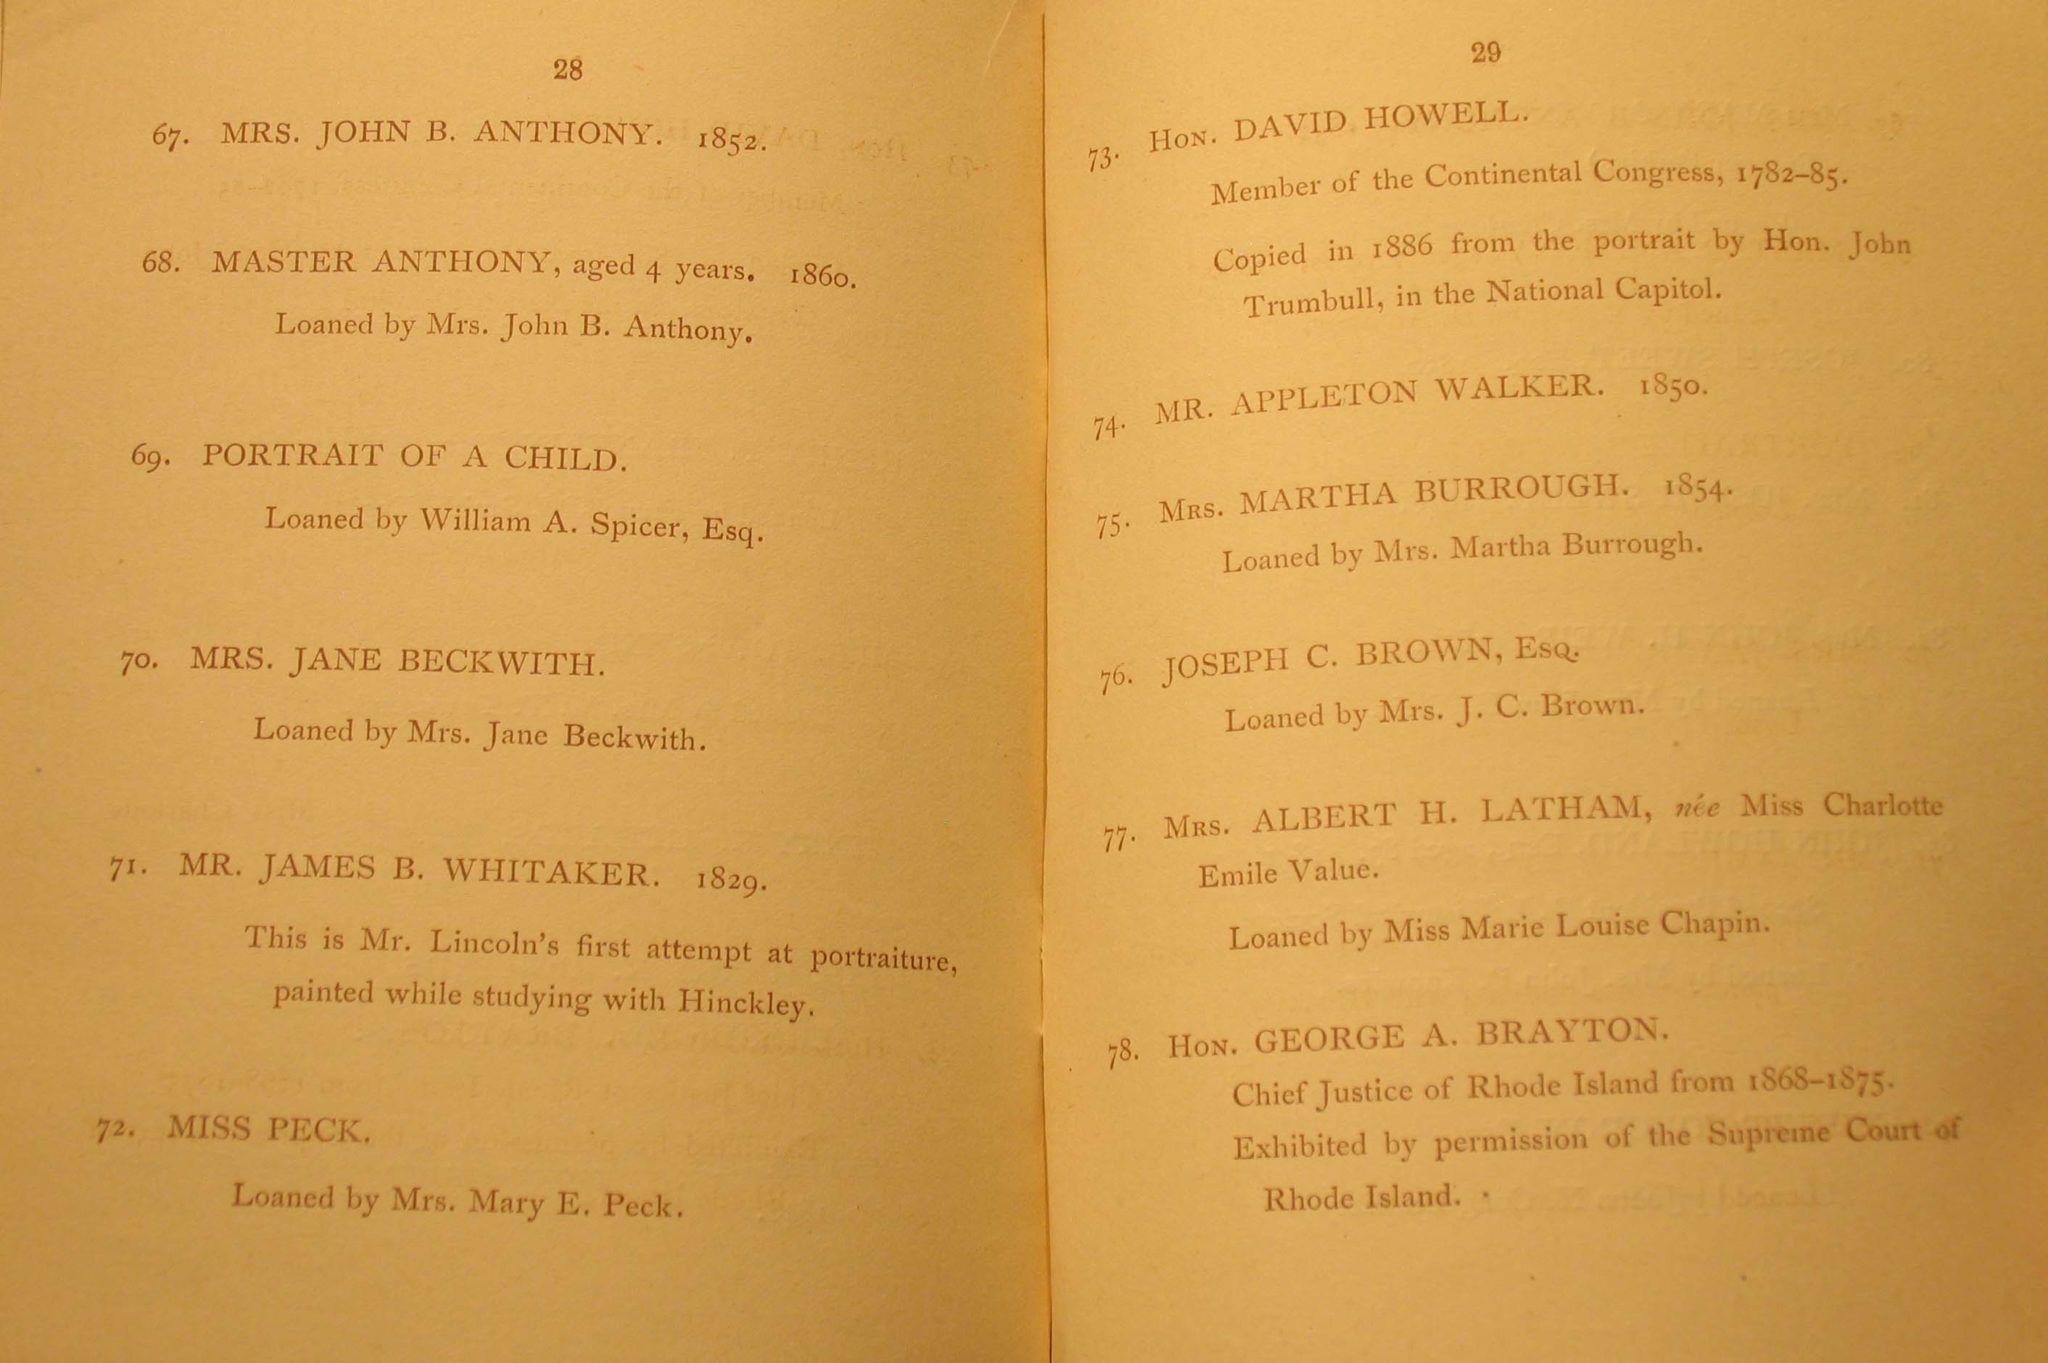 28
67. MRS. JOHN B. ANTHONY. 1852.
68. MASTER ANTHONY, aged 4 years. 1860.
Loaned by Mrs. John B. Anthony.
69. PORTRAIT OF A CHILD.
Loaned by William A. Spicer, Esq.
70. MRS. JANE BECKWITH.
Loaned by Mrs. Jane Beckwith.
71. MR. JAMES B. WHITAKER. 1829.
This is Mr. Lincoln's first attempt at portraiture,
painted while studying with Hinckley.
72. MISS PECK.
Loaned by Mrs. Mary E. Peck.
29
73. HON. DAVID HOWELL.
Member of the Continental Congress, 1782–85.
Copied in 1886 from the portrait by Hon. John
Trumbull, in the National Capitol.
74. MR. APPLETON WALKER. 1850.
75. MRS. MARTHA BURROUGH. 1854.
Loaned by Mrs. Martha Burrough.
76. JOSEPH C. BROWN, ESQ.
Loaned by Mrs. J. C. Brown.
77. MRS. ALBERT H. LATHAM, née Miss Charlotte
Emile Value.
Loaned by Miss Marie Louise Chapin.
78. HON. GEORGE A. BRAYTON.
Chief Justice of Rhode Island from 1868–1875.
Exhibited by permission of the Supreme Court of
Rhode Island.